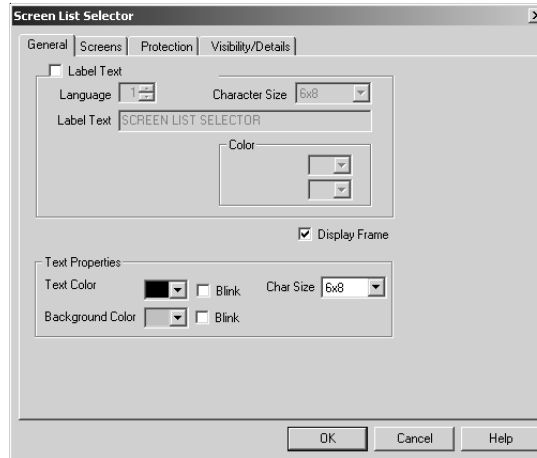 Screen List Selector x
General Screens Protection Visibility/Details
Label Text
Language 1 Character Size 6x8
Label Text SCREEN LIST SELECTOR
Color
Display Frame
Text Properties
Text Color Blink Char Size 6x8
Background Color Blink
OK Cancel Help